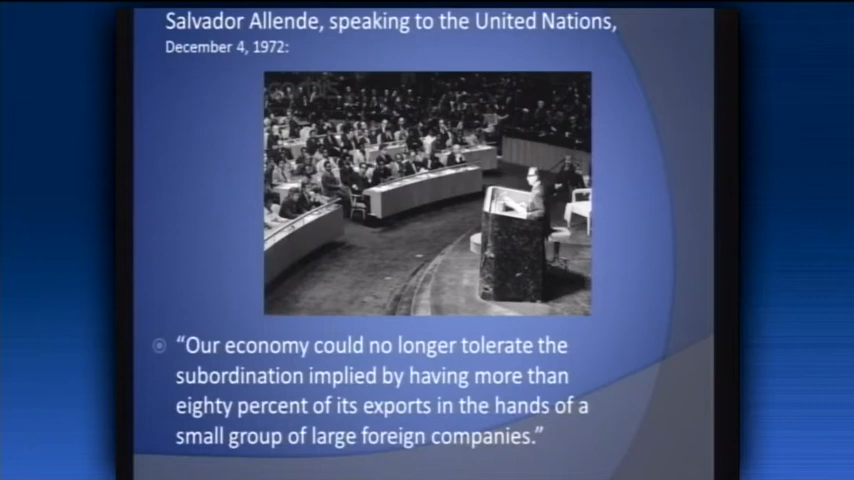 Salvador Allende, speaking to the United Nations,
December 4, 1972:
“Our economy could no longer tolerate the
subordination implied by having more than
eighty percent of its exports in the hands of a
small group of large foreign companies.”